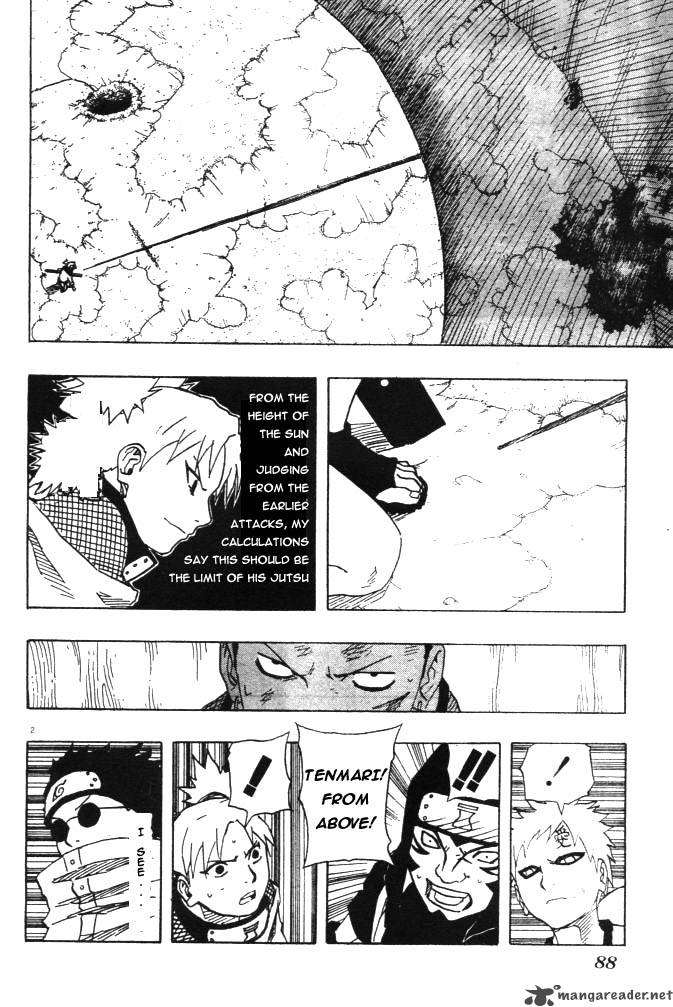 FROM THE
HEIGHT OF
THE SUN
AND
JUDGING
FROM THE
EARLIER
ATTACKS, MY
CALCULATIONS
SAY THIS SHOULD BE
THE LIMIT OF HIS JUTSU
2
!
!!
TENMARI!
FROM
ABOVE!
!
I
SEE...
88
mangareader.net